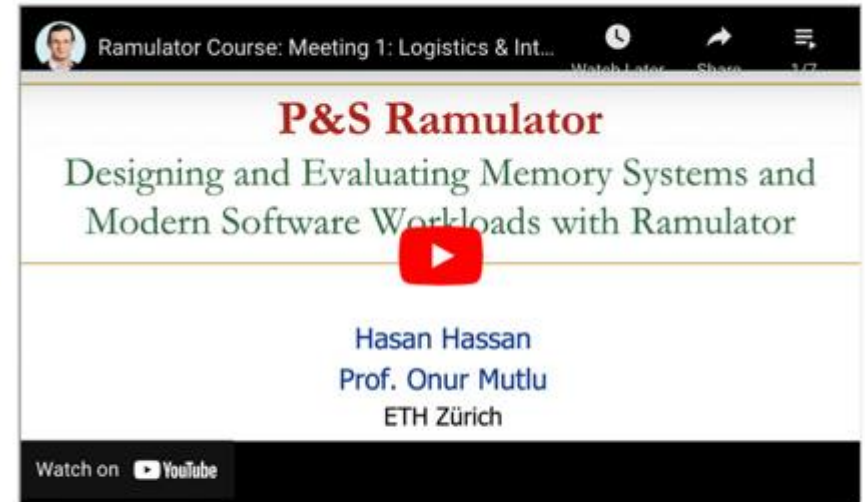 Ramulator Course: Meeting 1: Logistics & Int...
Watch Later
Share
1/7
P&S Ramulator
Designing and Evaluating Memory Systems and
Modern Software Workloads with Ramulator
Hasan Hassan
Prof. Onur Mutlu
ETH Zürich
Watch on YouTube